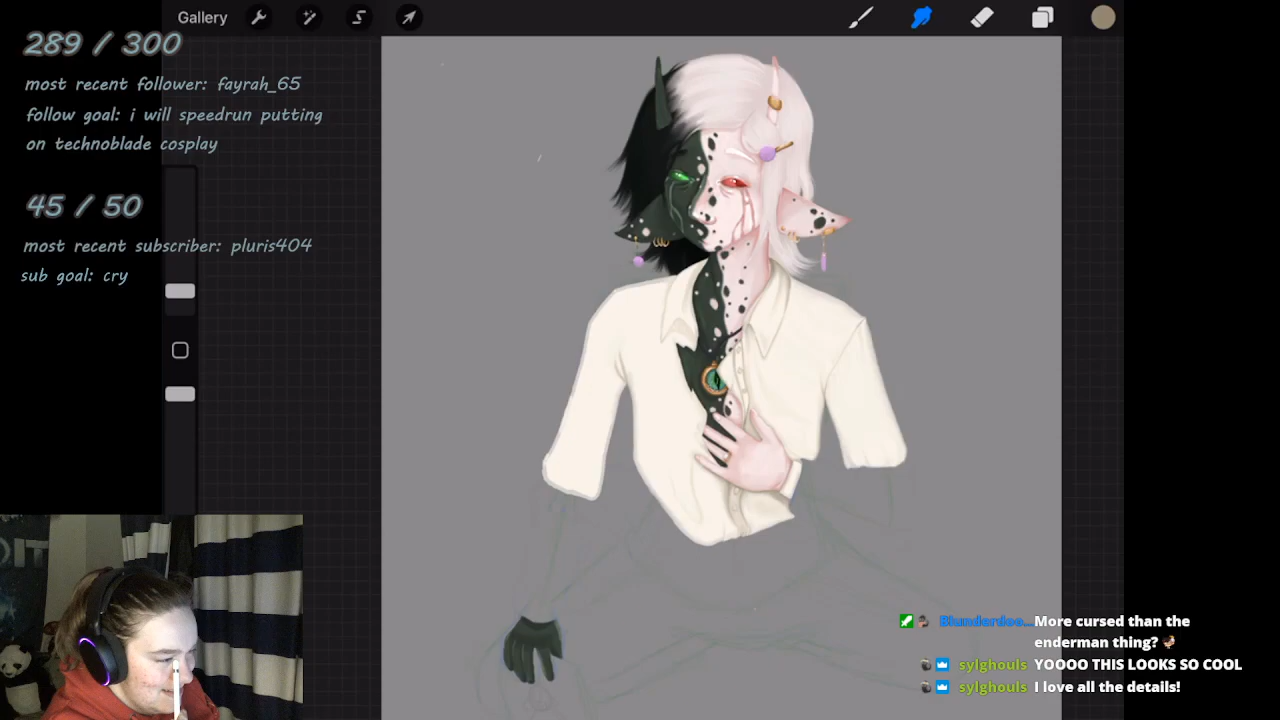 Gallery
289 / 300
most recent follower: fayrah_65
follow goal: i will speedrun putting
on technoblade cosplay
45 / 50
most recent subscriber: pluris404
sub goal: cry
Blunderdoo... More cursed than the
enderman thing?
sylghouls YOOOO THIS LOOKS SO COOL
sylghouls I love all the details!